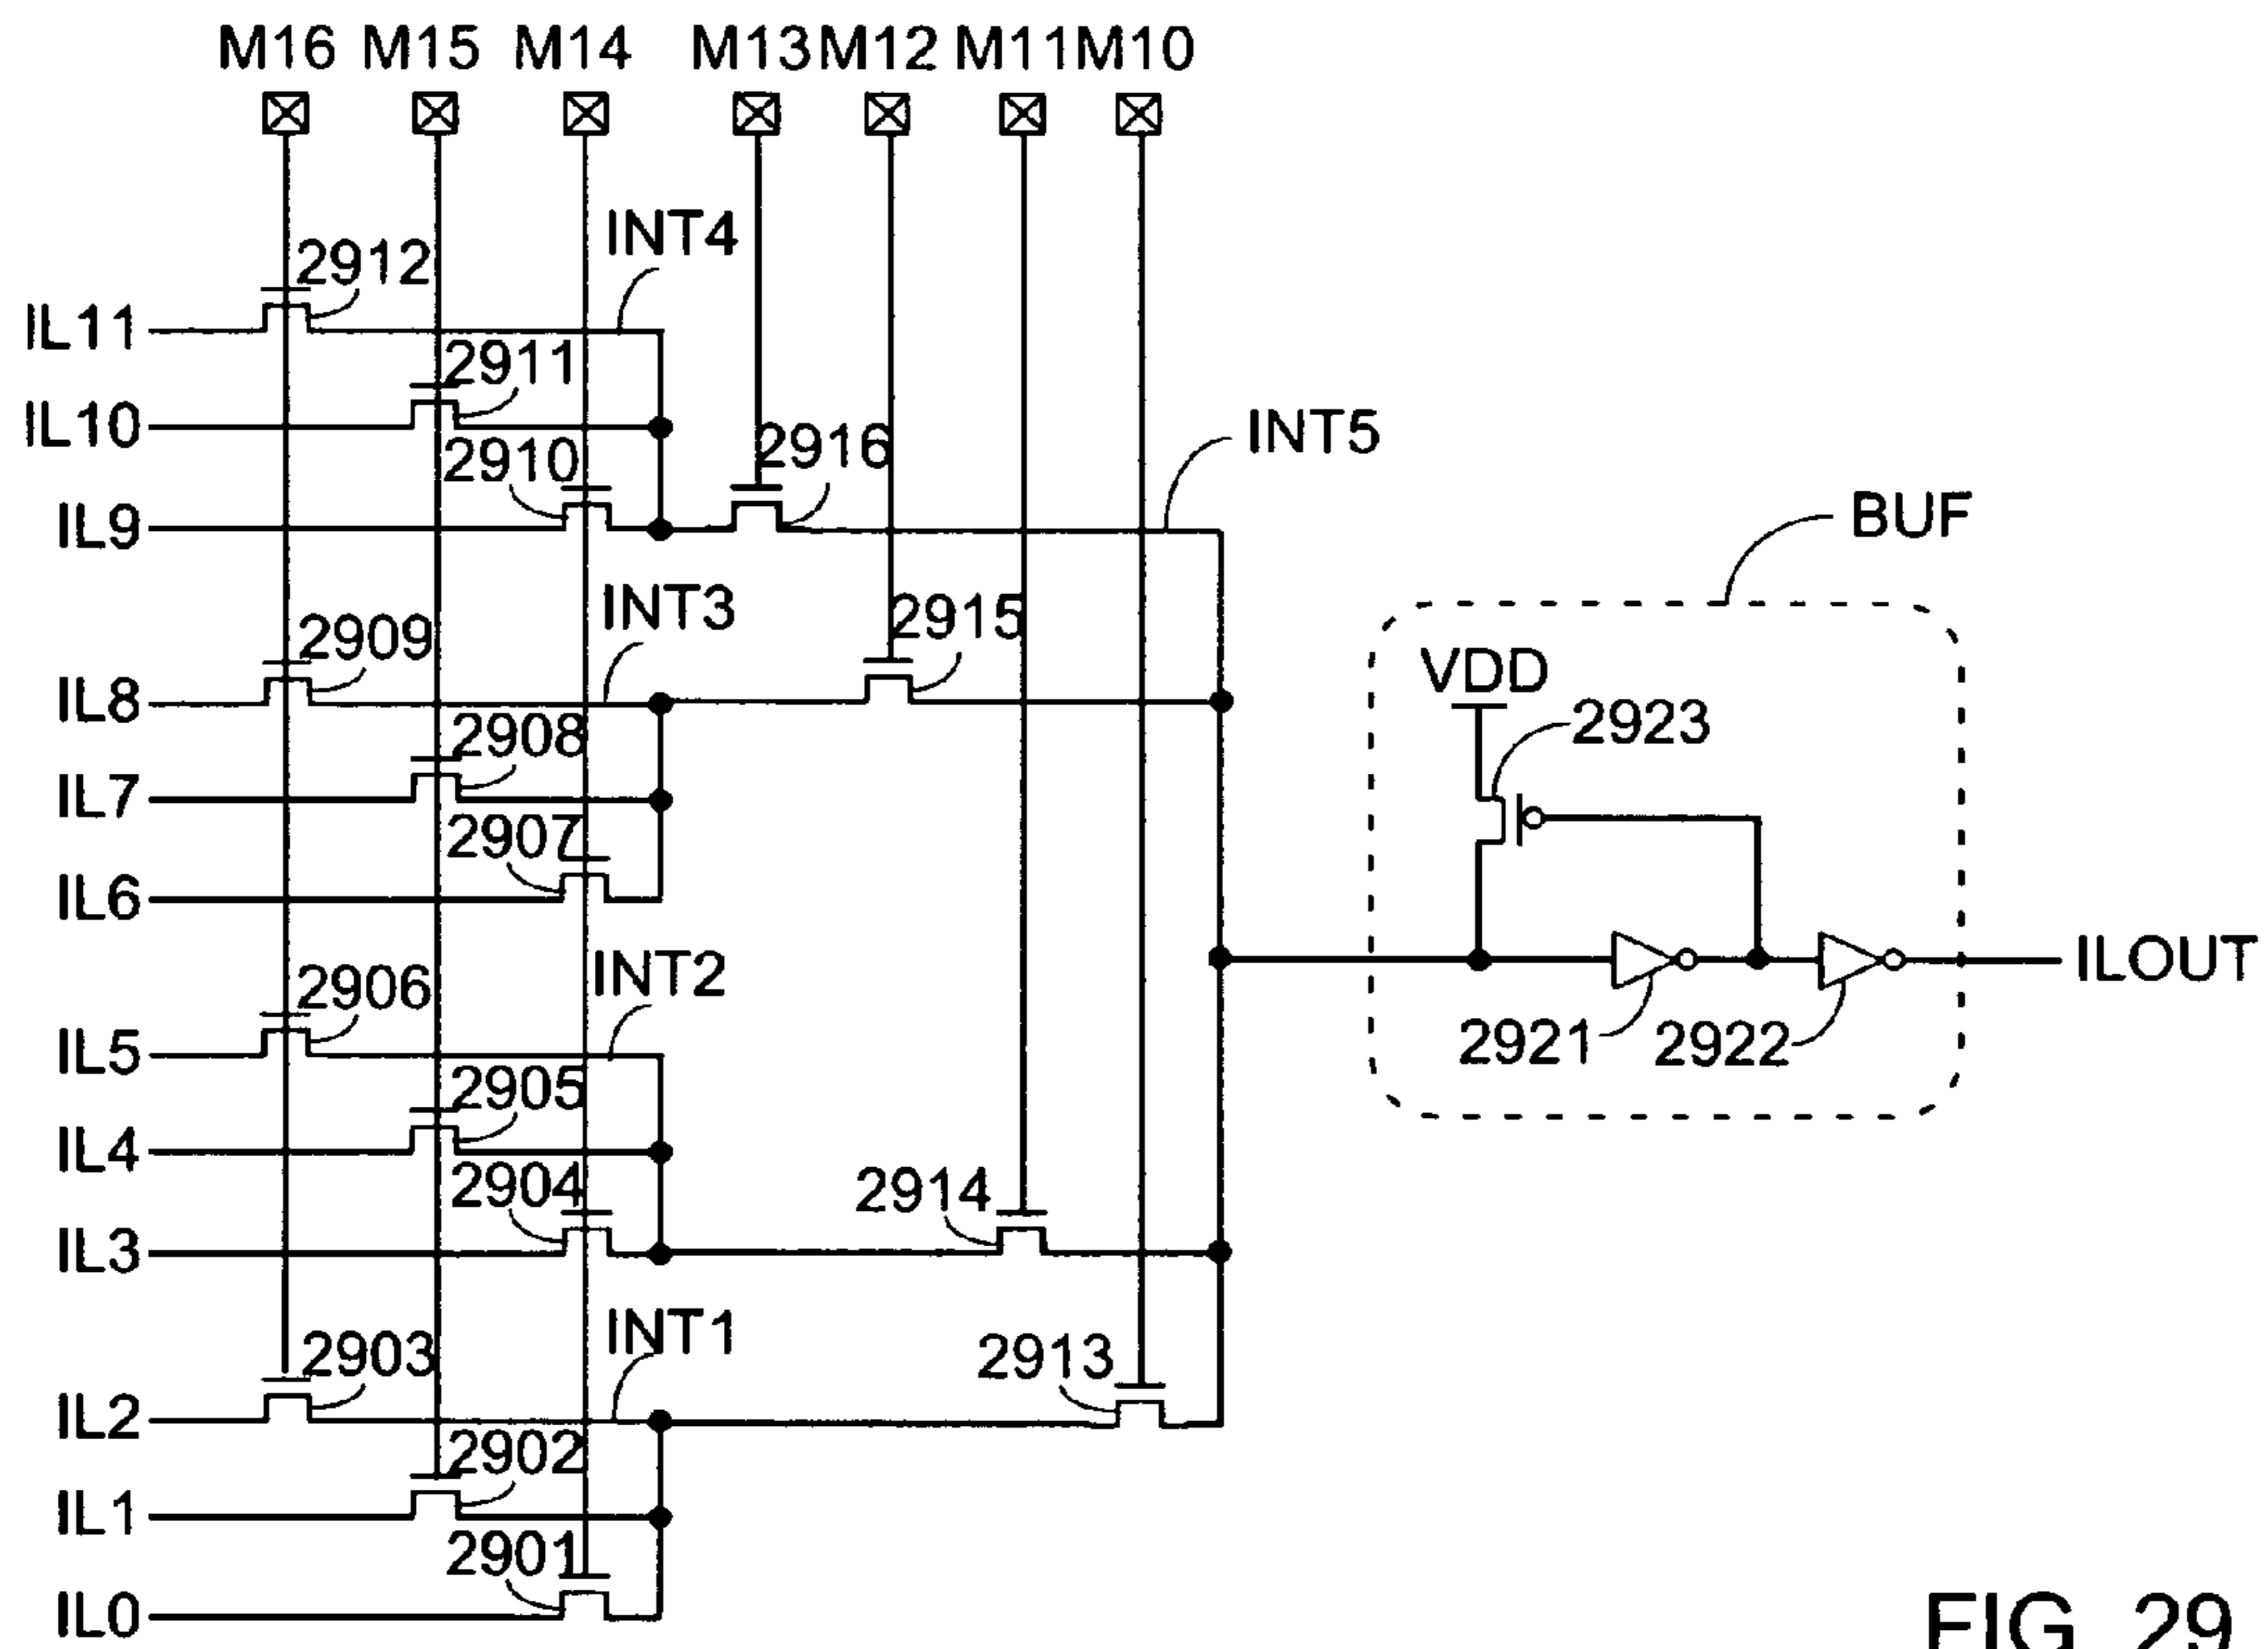 M16 M15 M14 M13 M12 M11 M10
INT4
2912
IL11
2911
IL10
INT5
2916
2910
BUF
IL9
INT3
2915
2909
VDD
IL8
2923
2908
IL7
2907
IL6
INT2
ILOUT
2906
2921 2922
IL5
2905
IL4
2904
2914
IL3
INT1
2903
2913
IL2
2902
IL1
2901
IL0
FIG. 29